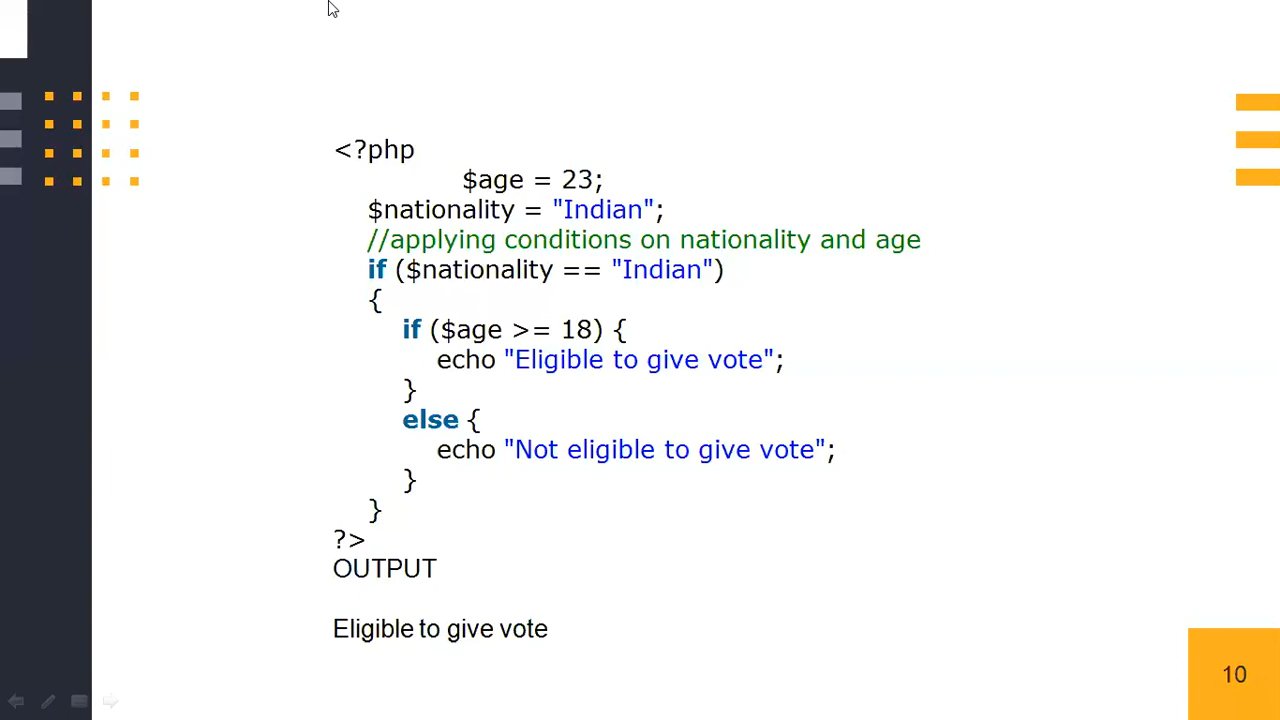 <?php
$age = 23;
$nationality = "Indian";
//applying conditions on nationality and age
if ($nationality == "Indian")
{
if ($age >= 18) {
echo "Eligible to give vote";
}
else {
echo "Not eligible to give vote";
}
}
?>
OUTPUT
Eligible to give vote
10